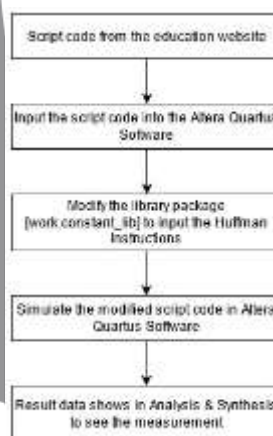 Script code from the education website
Input the script code into the Altera Quartus
Software
Modify the library package
[work.constant_lib] to input the Huffman
Instructions
Simulate the modified script code in Altera
Quartus Software
Result data shows in Analysis & Synthesis
to see the measurement